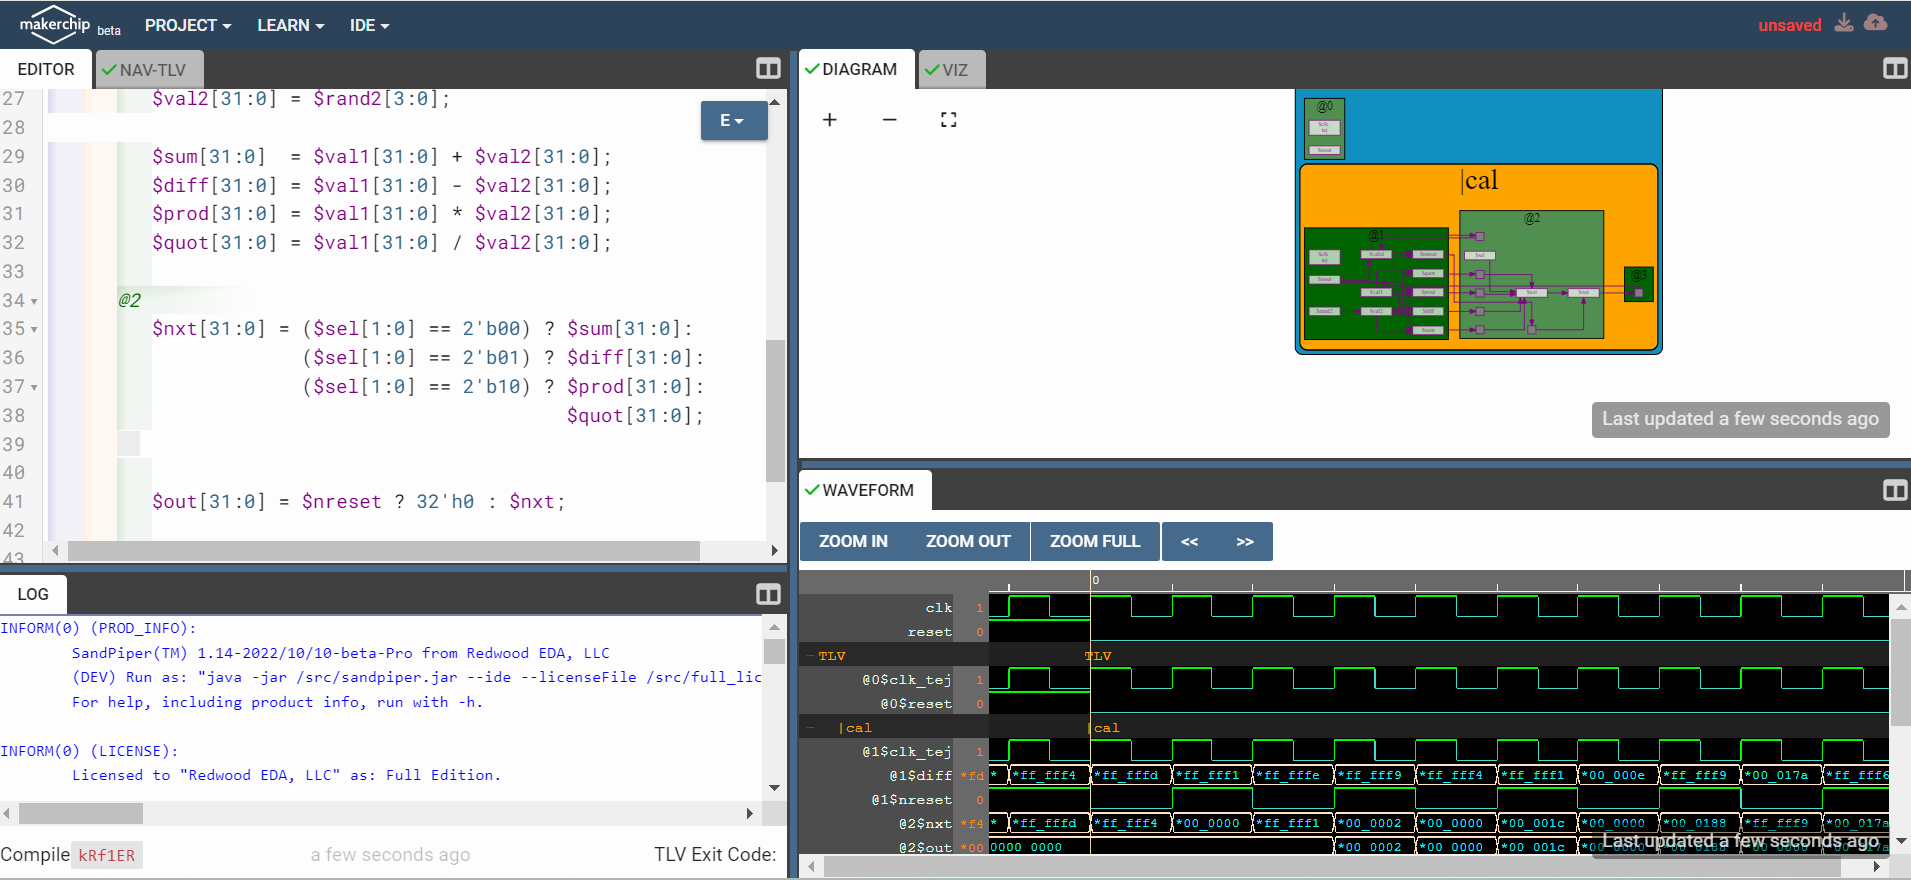 makerchip beta PROJECT LEARN IDE unsaved
EDITOR NAV-TLV
27 $val2[31:0] = $rand2[3:0];
E
28
29 $sum[31:0]  = $val1[31:0] + $val2[31:0];
30 $diff[31:0] = $val1[31:0] - $val2[31:0];
31 $prod[31:0] = $val1[31:0] * $val2[31:0];
32 $quot[31:0] = $val1[31:0] / $val2[31:0];
33
34 @2
35 $nxt[31:0] = ($sel[1:0] == 2'b00) ? $sum[31:0]:
36 ($sel[1:0] == 2'b01) ? $diff[31:0]:
37 ($sel[1:0] == 2'b10) ? $prod[31:0]:
38 $quot[31:0];
39
40
41 $out[31:0] = $nreset ? 32'h0 : $nxt;
42
43
LOG
INFORM(0) (PROD_INFO):
SandPiper(TM) 1.14-2022/10/10-beta-Pro from Redwood EDA, LLC
(DEV) Run as: "java -jar /src/sandpiper.jar --ide --licenseFile /src/full_lic
For help, including product info, run with -h.
INFORM(0) (LICENSE):
Licensed to "Redwood EDA, LLC" as: Full Edition.
Compile kRf1ER a few seconds ago TLV Exit Code:
DIAGRAM VIZ
+ −
@0
|cal
@2
@1
@3
Last updated a few seconds ago
WAVEFORM
ZOOM IN ZOOM OUT ZOOM FULL << >>
0
clk 1
reset 0
TLV TLV
@0$clk_tej 1
@0$reset 0
|cal |cal
@1$clk_tej 1
@1$diff *fd * *ff_fff4 *ff_fffd *ff_fff1 *ff_fffe *ff_fff9 *ff_fff4 *ff_fff1 *00_000e *ff_fff9 *00_017a *ff_fff6
@1$nreset 0
@2$nxt *f4 * *ff_fffd *ff_fff4 *00_0000 *ff_fff1 *00_0002 *00_0000 *00_001c *00_0000 *00_0188 *ff_fff9 *00_017a
@2$out *00 0000_0000 *00_0002 *00_0000 *00_001c
Last updated a few seconds ago